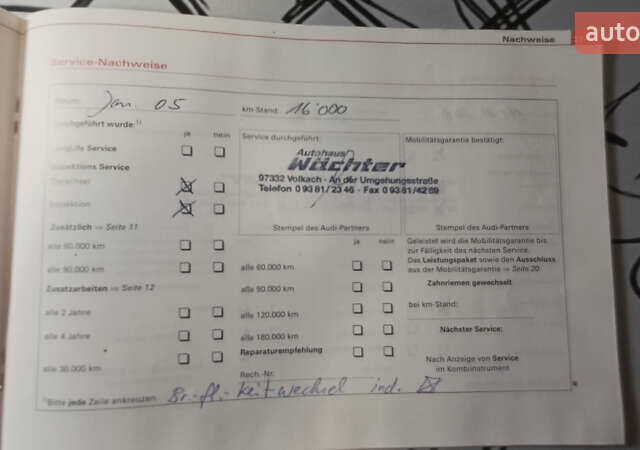 auto
Nachweise
Service-Nachweise
Datum: Jan. 05
km-Stand: 16'000
Durchgeführt wurde:¹⁾
ja nein
LongLife Service
Inspektions Service
Ölwechsel
Inspektion
Zusätzlich ⇒ Seite 11
alle 60.000 km
alle 90.000 km
Zusatzarbeiten ⇒ Seite 12
alle 2 Jahre
alle 4 Jahre
alle 30.000 km
Service durchgeführt:
Autohaus
Wächter
97332 Volkach - An der Umgehungsstraße
Telefon 0 93 81 / 23 46 - Fax 0 93 81 / 42 89
Stempel des Audi-Partners
ja nein
alle 60.000 km
alle 90.000 km
alle 120.000 km
alle 180.000 km
Reparaturempfehlung
Rech.-Nr.
Mobilitätsgarantie bestätigt:
Stempel des Audi-Partners
Geleistet wird die Mobilitätsgarantie bis
zur Fälligkeit des nächsten Service.
Das Leistungspaket sowie den Ausschluss
aus der Mobilitätsgarantie ⇒ Seite 20
Zahnriemen gewechselt
bei km-Stand:
Nächster Service:
Nach Anzeige von Service
im Kombiinstrument
¹⁾Bitte jede Zeile ankreuzen.